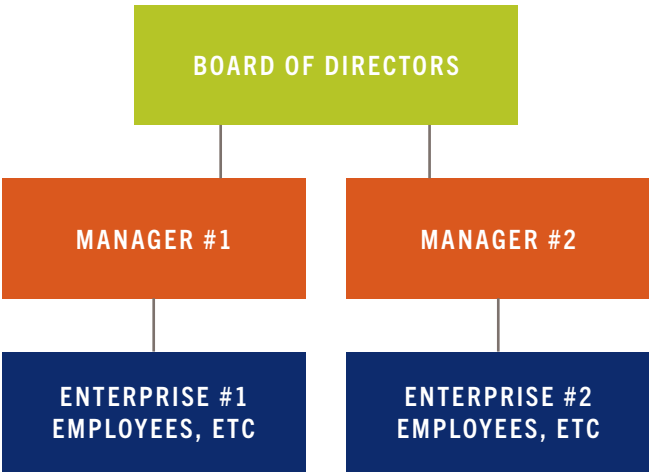 BOARD OF DIRECTORS
MANAGER #1
MANAGER #2
ENTERPRISE #1
EMPLOYEES, ETC
ENTERPRISE #2
EMPLOYEES, ETC